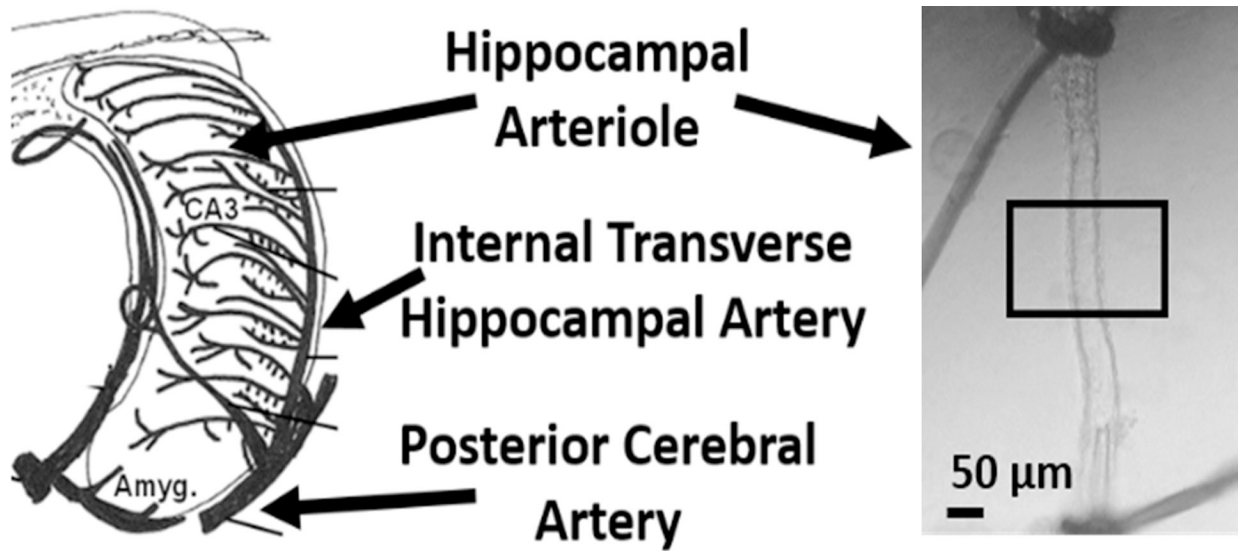 Hippocampal
Arteriole
CA3
Internal Transverse
Hippocampal Artery
Posterior Cerebral
Artery
Amyg.
50 μm